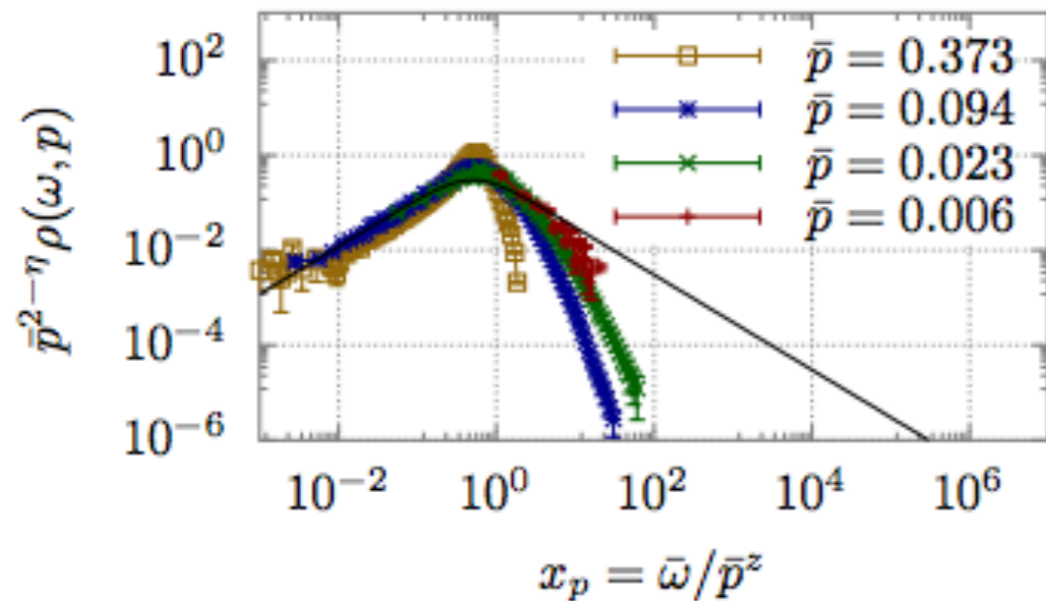 p̄^{2−η}ρ(ω, p)
10^2
10^0
10^{−2}
10^{−4}
10^{−6}
p̄ = 0.373
p̄ = 0.094
p̄ = 0.023
p̄ = 0.006
10^{−2} 10^0 10^2 10^4 10^6
x_p = ω̄/p̄^z